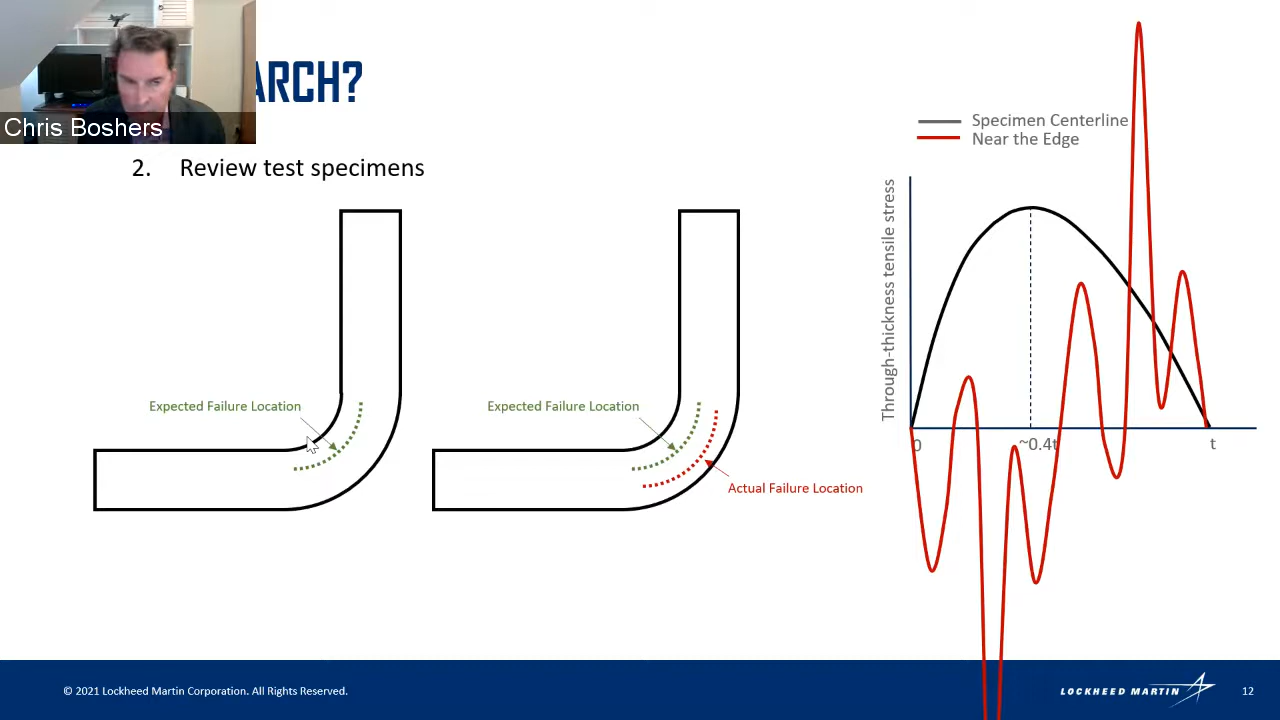 ARCH?
Chris Boshers
2. Review test specimens
Specimen Centerline
Near the Edge
Through-thickness tensile stress
Expected Failure Location
Expected Failure Location
Actual Failure Location
0
~0.4t
t
© 2021 Lockheed Martin Corporation. All Rights Reserved.
LOCKHEED MARTIN
12